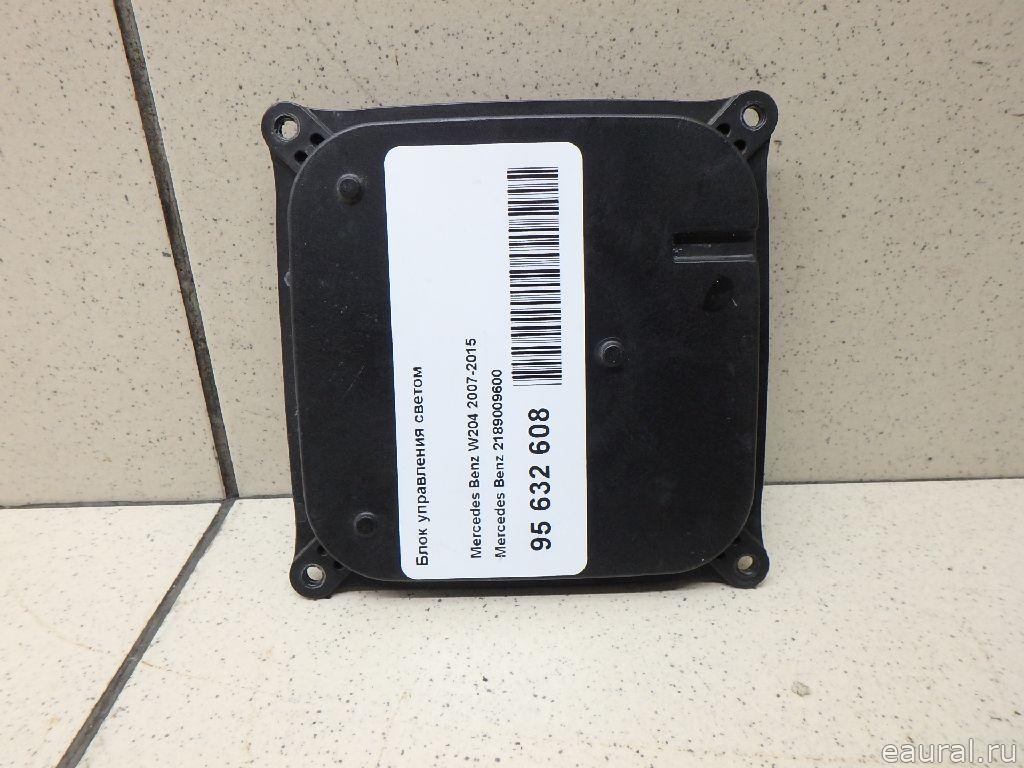 Блок управления светом
Mercedes Benz W204 2007-2015
Mercedes Benz 2189009600
95 632 608
eaural.ru